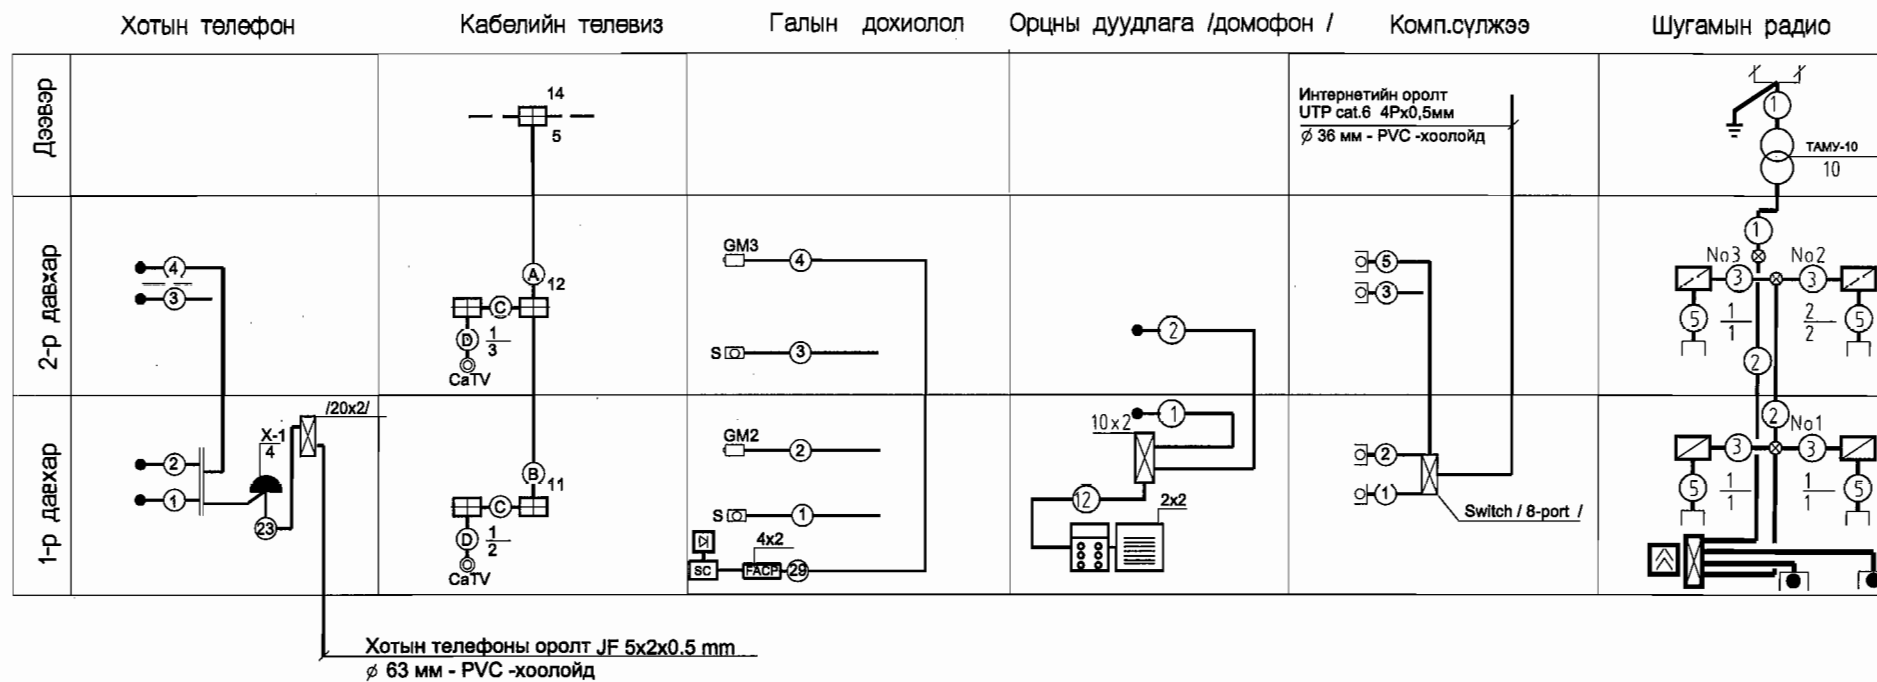 Хотын төлөфон
Кабөлийн төлөвиз
Галын дохиолол
Орцны дуудлага /домофон /
Комп.сүлжээ
Шугамын радио
Дээвэр
14
5
Интернетийн оролт
UTP cat.6 4Px0,5мм
ø 36 мм - PVC -хоолойд
1
ТАМУ-10
10
2-р давхар
4
3
A
12
C
D
1
3
CaTV
GM3
4
S
3
2
5
3
1
No3
No2
3
3
5
1
1
2
2
5
2
1-р давхар
/20x2/
X-1
4
2
1
23
B
11
C
D
1
2
CaTV
GM2
2
S
1
4x2
SC
FACP
29
1
10x2
12
2x2
2
1
Switch / 8-port /
2
No1
3
3
5
1
1
1
1
5
Хотын телефоны оролт JF 5x2x0.5 mm
ø 63 мм - PVC -хоолойд